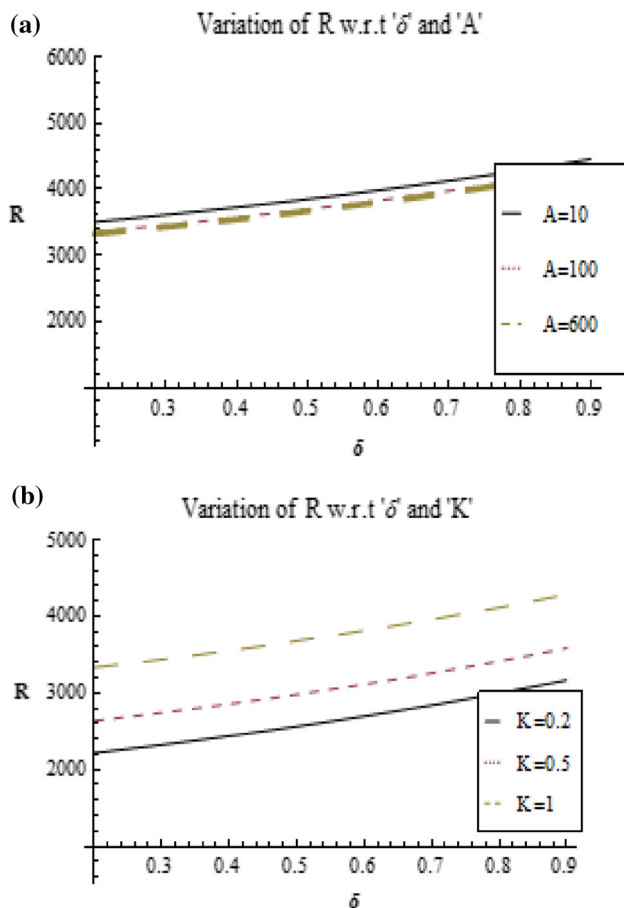 (a)
Variation of R w.r.t 'δ' and 'A'
6000
5000
4000
R
3000
2000
A=10
A=100
A=600
0.3 0.4 0.5 0.6 0.7 0.8 0.9
δ
(b)
Variation of R w.r.t 'δ' and 'K'
5000
4000
R
3000
2000
K=0.2
K=0.5
K=1
0.3 0.4 0.5 0.6 0.7 0.8 0.9
δ